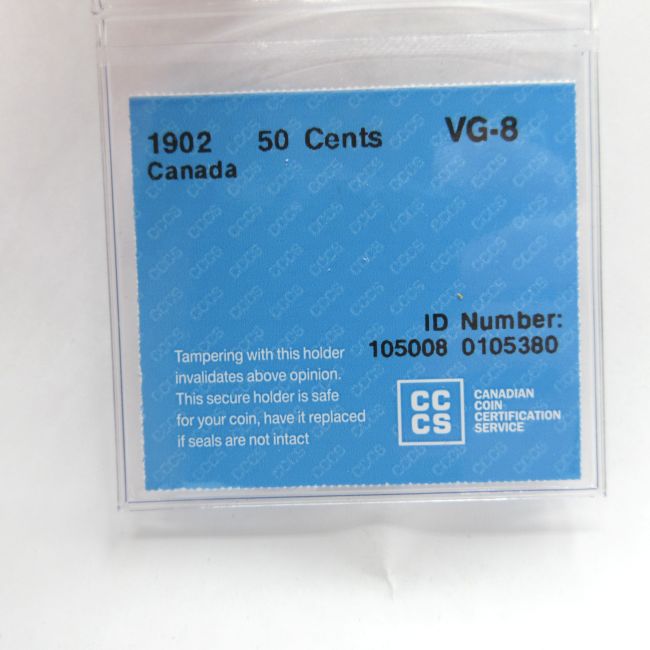 1902 50 Cents VG-8
Canada
ID Number:
105008 0105380
Tampering with this holder
invalidates above opinion.
This secure holder is safe
for your coin, have it replaced
if seals are not intact
CC
CS
CANADIAN
COIN
CERTIFICATION
SERVICE